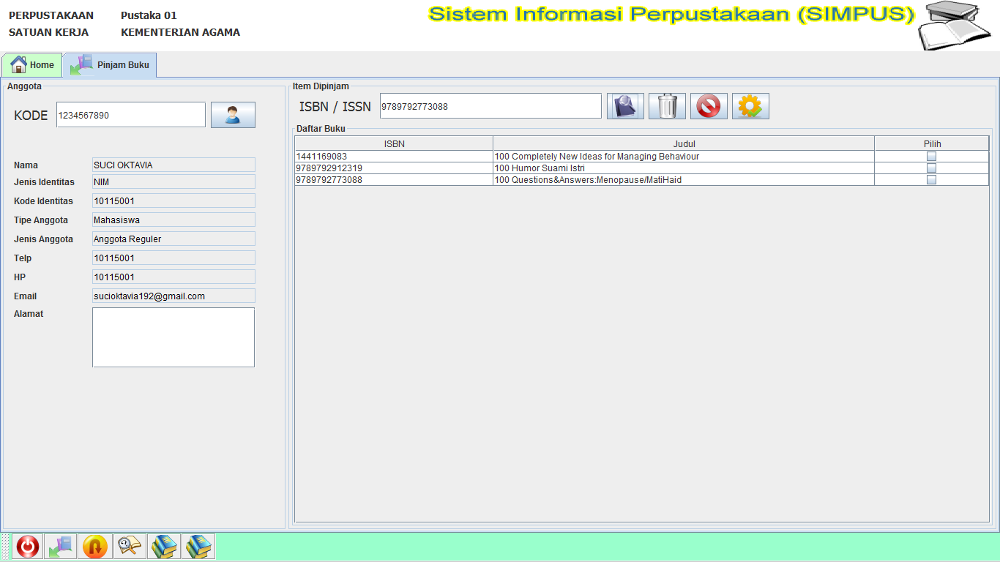 PERPUSTAKAAN Pustaka 01
SATUAN KERJA KEMENTERIAN AGAMA
Sistem Informasi Perpustakaan (SIMPUS)
Home Pinjam Buku
Anggota
KODE 1234567890
Nama SUCI OKTAVIA
Jenis Identitas NIM
Kode Identitas 10115001
Tipe Anggota Mahasiswa
Jenis Anggota Anggota Reguler
Telp 10115001
HP 10115001
Email sucioktavia192@gmail.com
Alamat
Item Dipinjam
ISBN / ISSN 9789792773088
Daftar Buku
ISBN Judul Pilih
1441169083 100 Completely New Ideas for Managing Behaviour
9789792912319 100 Humor Suami Istri
9789792773088 100 Questions&Answers:Menopause/MatiHaid